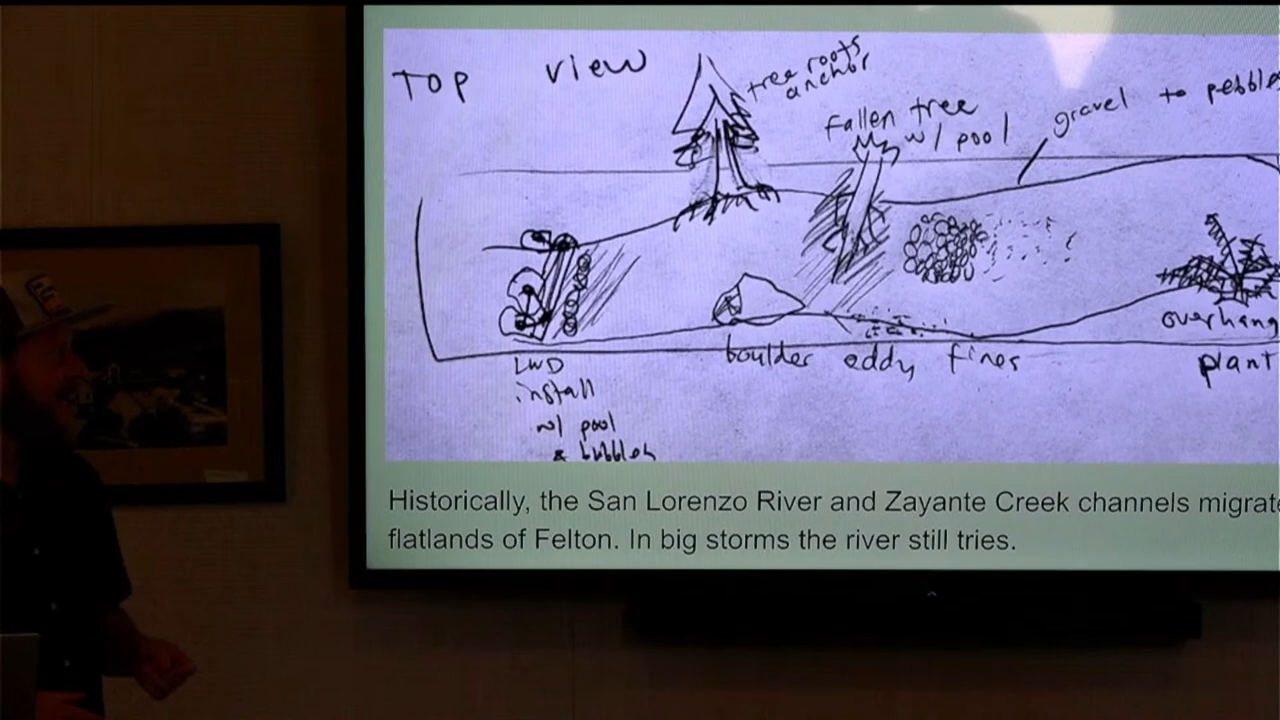 Top view
tree roots
anchor
fallen tree
w/ pool
gravel to pebble
LWD
install
w/ pool
&
boulder eddy fines
overhang
plant
Historically, the San Lorenzo River and Zayante Creek channels migrate
flatlands of Felton. In big storms the river still tries.